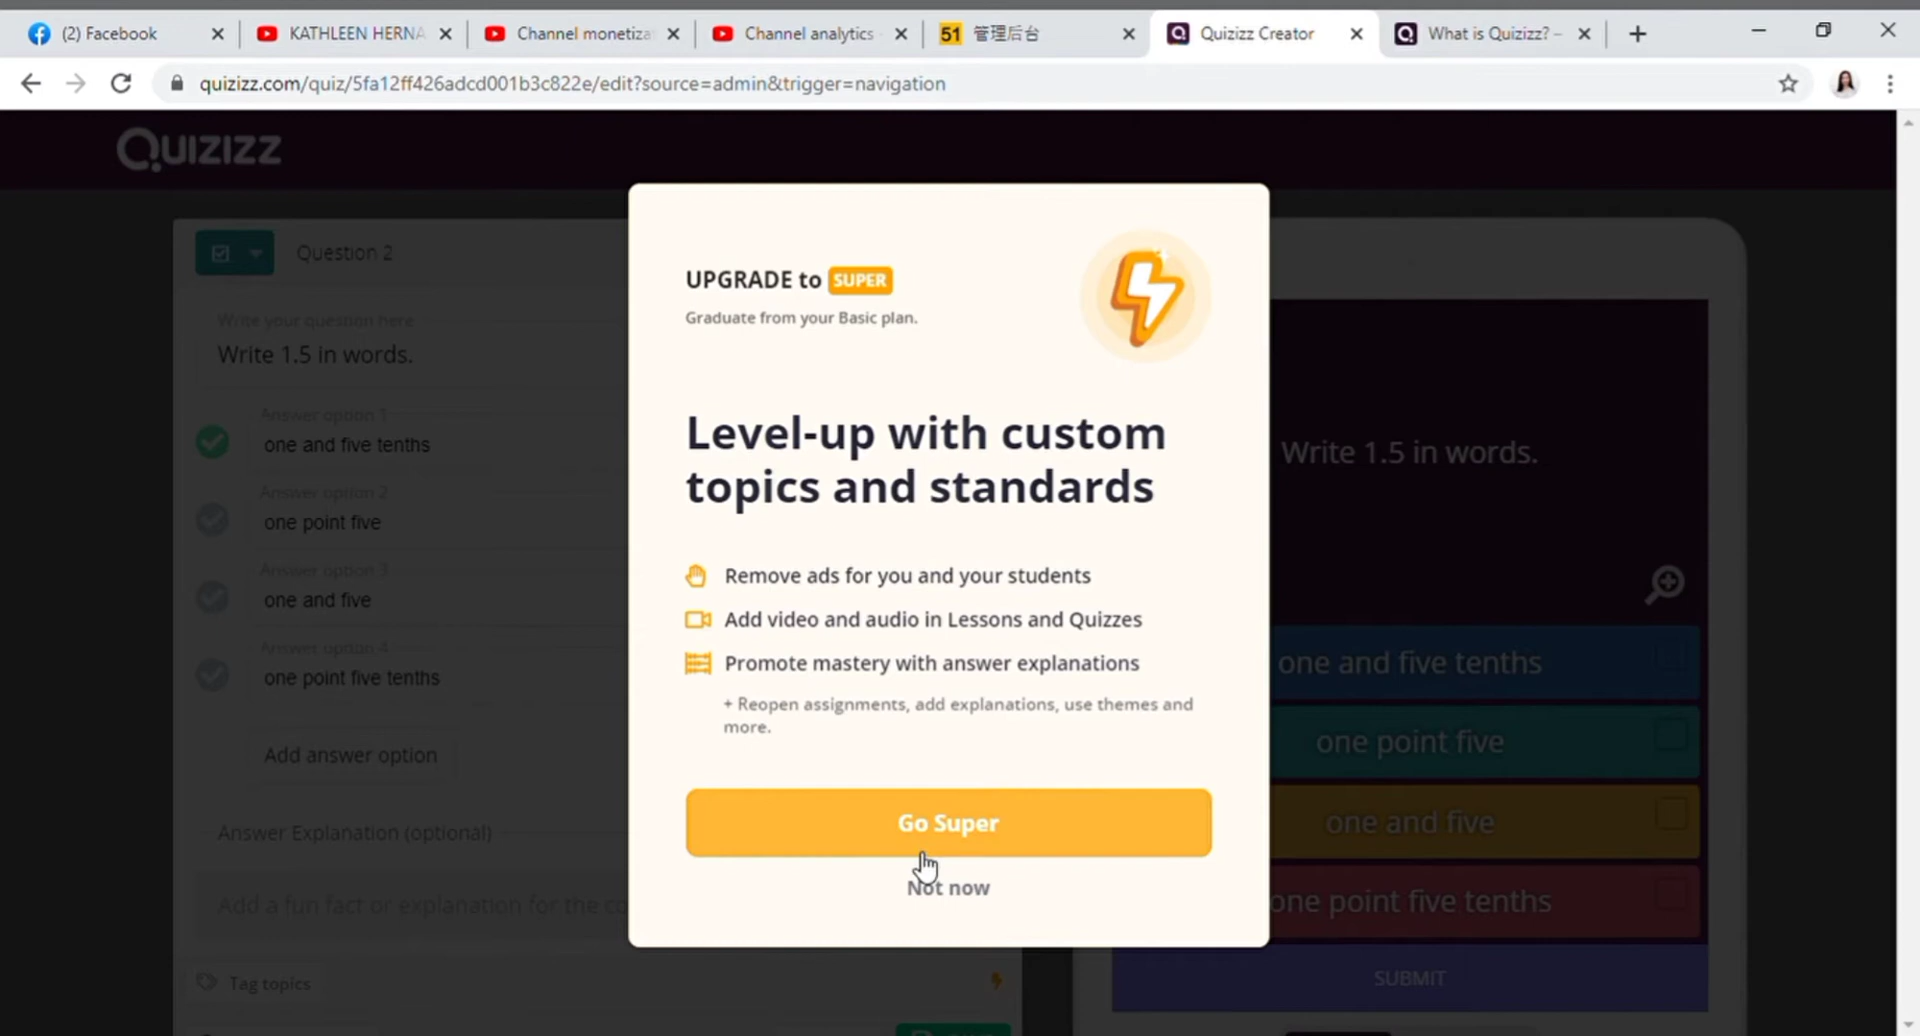 (2) Facebook
KATHLEEN HERNA
Channel monetiza
Channel analytics
51 管理后台
Quizizz Creator
What is Quizizz? –
quizizz.com/quiz/5fa12ff426adcd001b3c822e/edit?source=admin&trigger=navigation
Quizizz
Question 2
Write your question here
Write 1.5 in words.
Answer option 1
one and five tenths
Answer option 2
one point five
Answer option 3
one and five
Answer option 4
one point five tenths
Add answer option
Answer Explanation (optional)
Add a fun fact or explanation for the co
Tag topics
UPGRADE to SUPER
Graduate from your Basic plan.
Level-up with custom
topics and standards
Remove ads for you and your students
Add video and audio in Lessons and Quizzes
Promote mastery with answer explanations
+ Reopen assignments, add explanations, use themes and
more.
Go Super
Not now
Write 1.5 in words.
one and five tenths
one point five
one and five
one point five tenths
SUBMIT